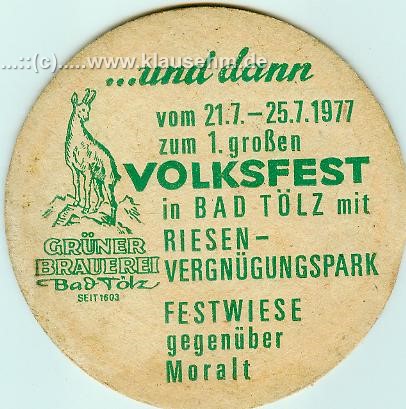 ...::(c).....www.klausehm.de.............
...und dann
vom 21.7.-25.7.1977
zum 1. großen
VOLKSFEST
in BAD TÖLZ mit
RIESEN-
VERGNÜGUNGSPARK
FESTWIESE
gegenüber
Moralt
GRÜNER
BRAUEREI
Bad Tölz
SEIT 1603